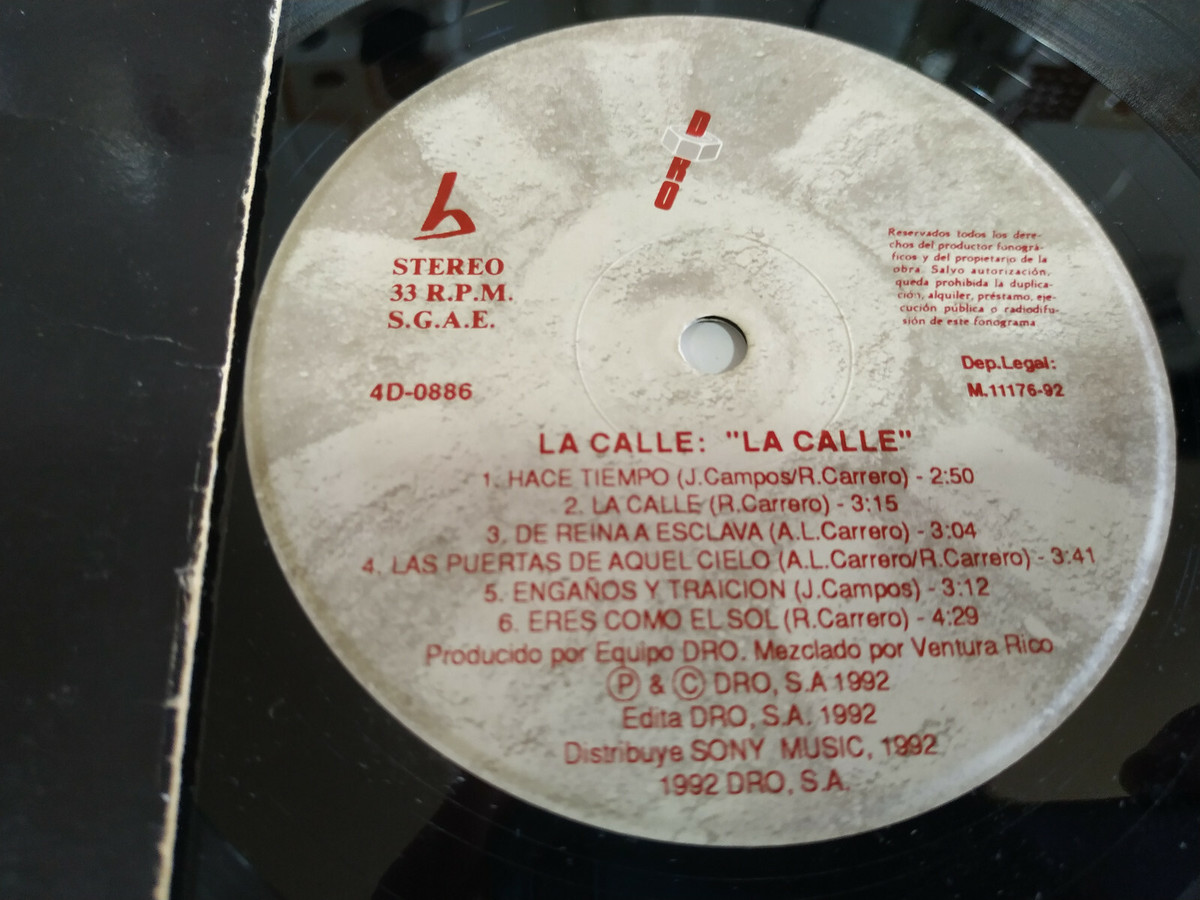 DRO
b
STEREO
33 R.P.M.
S.G.A.E.
4D-0886
Reservados todos los dere-
chos del productor fonográ-
ficos y del propietario de la
obra. Salvo autorización,
queda prohibida la duplica-
ción, alquiler, préstamo, eje-
cución pública o radiodifu-
sión de este fonograma
Dep.Legal:
M.11176-92
LA CALLE: "LA CALLE"
1. HACE TIEMPO (J.Campos/R.Carrero) - 2:50
2. LA CALLE (R.Carrero) - 3:15
3. DE REINA A ESCLAVA (A.L.Carrero) - 3:04
4. LAS PUERTAS DE AQUEL CIELO (A.L.Carrero/R.Carrero) - 3:41
5. ENGAÑOS Y TRAICION (J.Campos) - 3:12
6. ERES COMO EL SOL (R.Carrero) - 4:29
Producido por Equipo DRO. Mezclado por Ventura Rico
Ⓟ & Ⓒ DRO, S.A 1992
Edita DRO, S.A. 1992
Distribuye SONY MUSIC, 1992
1992 DRO, S.A.